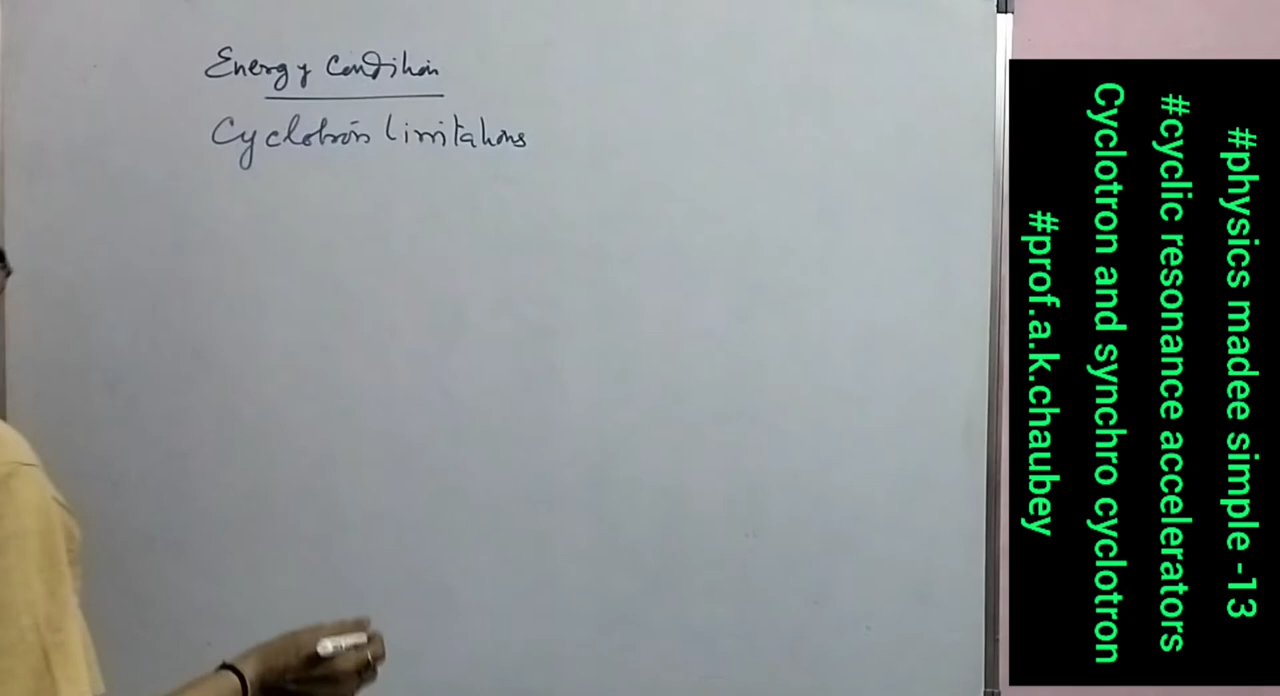 Energy Condition
Cyclotron limitations
#physics madee simple -13
#cyclic resonance accelerators
Cyclotron and synchro cyclotron
#prof.a.k.chaubey